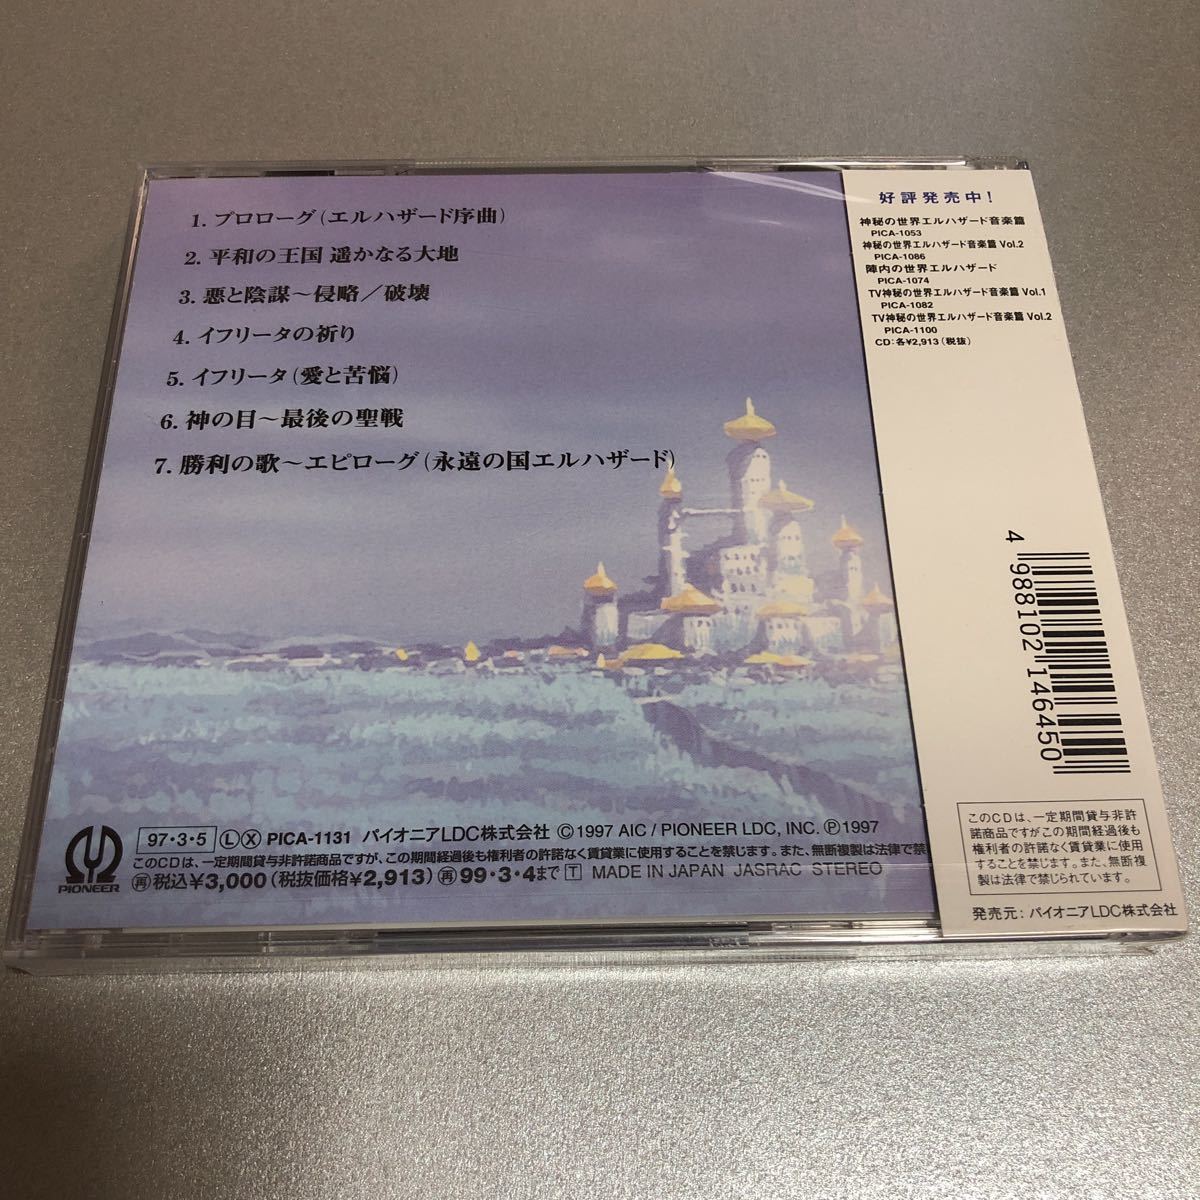 1. プロローグ(エルハザード序曲)
2. 平和の王国 遥かなる大地
3. 悪と陰謀～侵略／破壊
4. イフリータの祈り
5. イフリータ(愛と苦悩)
6. 神の目～最後の聖戦
7. 勝利の歌～エピローグ(永遠の国エルハザード)
PIONEER
97・3・5 Ⓛ Ⓧ PICA-1131 パイオニアLDC株式会社 Ⓒ1997 AIC / PIONEER LDC, INC. Ⓟ1997
このCDは、一定期間貸与非許諾商品ですが、この期間経過後も権利者の許諾なく賃貸業に使用することを禁じます。また、無断複製は法律で禁
㊢税込¥3,000(税抜価格¥2,913)再99・3・4まで T MADE IN JAPAN JASRAC STEREO
好評発売中！
神秘の世界エルハザード音楽篇
PICA-1053
神秘の世界エルハザード音楽篇 Vol.2
PICA-1086
陣内の世界エルハザード
PICA-1074
TV神秘の世界エルハザード音楽篇 Vol.1
PICA-1082
TV神秘の世界エルハザード音楽篇 Vol.2
PICA-1100
CD：各¥2,913(税抜)
4 988102 146450
このCDは、一定期間貸与非許
諾商品ですがこの期間経過後も
権利者の許諾なく賃貸業に使用
することを禁じます。また、無断複
製は法律で禁じられています。
発売元：パイオニアLDC株式会社